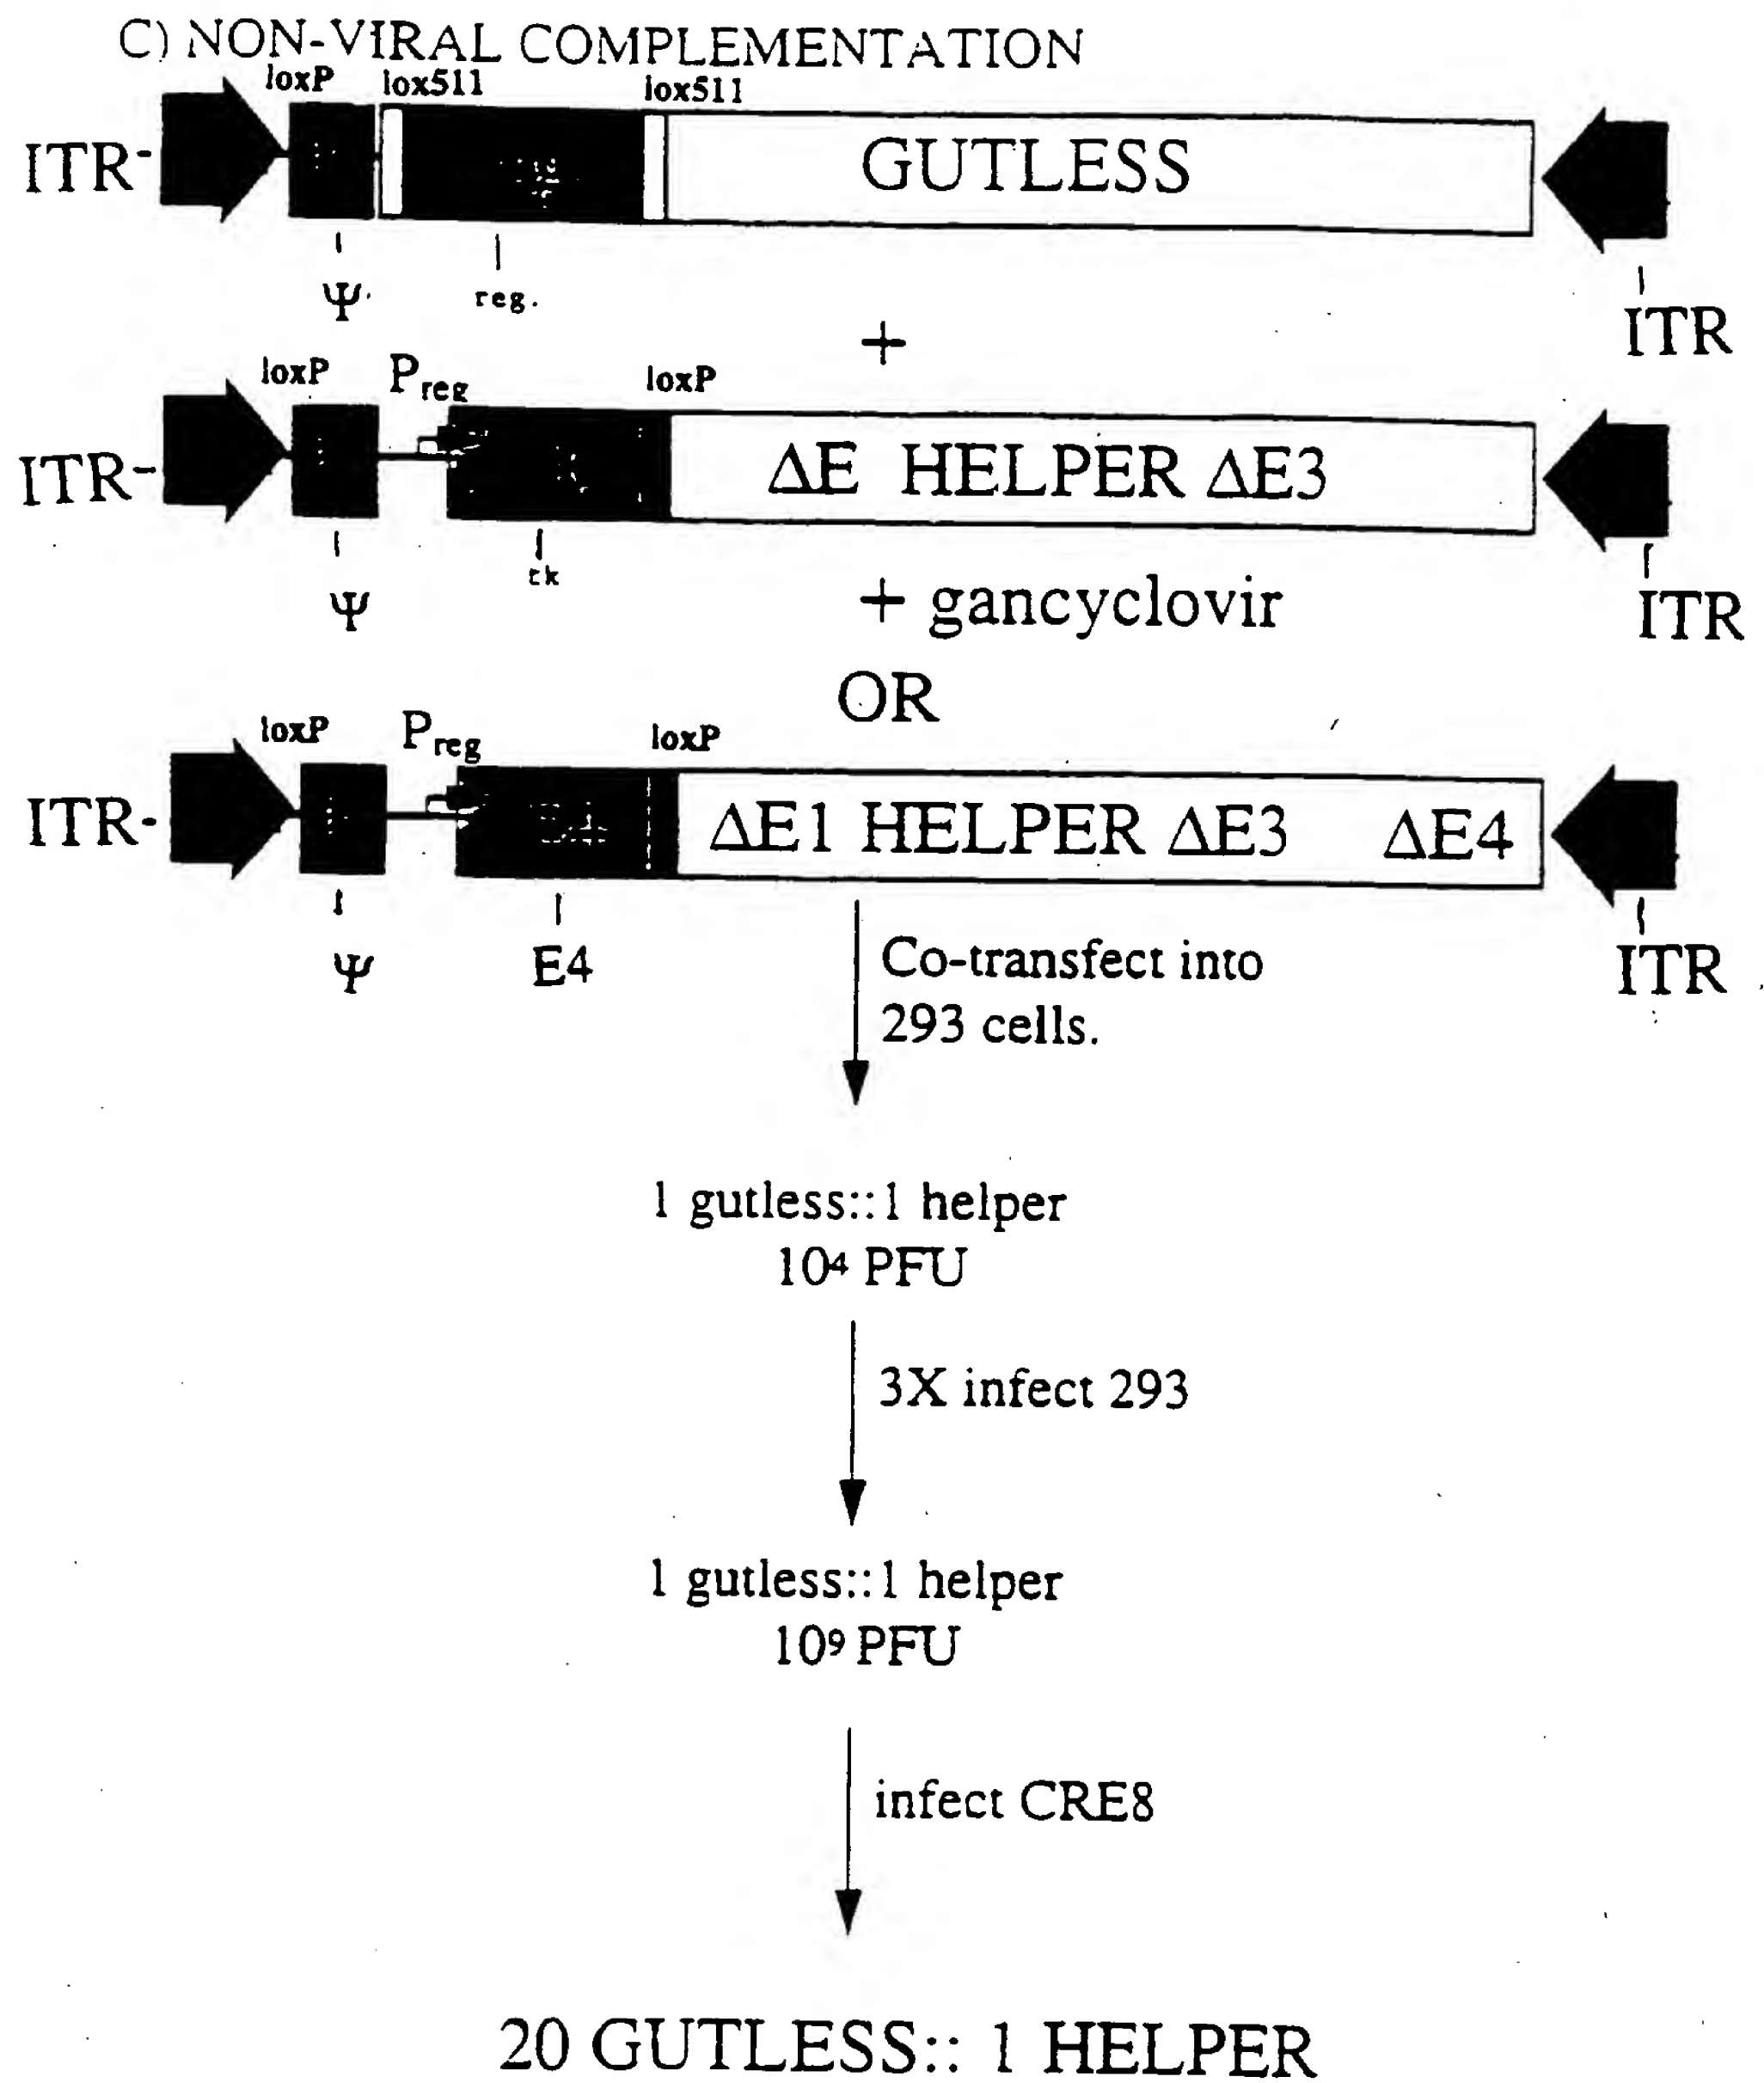 C) NON-VIRAL COMPLEMENTATION
loxP lox511 lox511
ITR- GUTLESS
Ψ reg. ITR
+
loxP Preg loxP
ITR- ΔE HELPER ΔE3
Ψ tk ITR
+ gancyclovir
OR
loxP Preg loxP
ITR- E4 ΔE1 HELPER ΔE3 ΔE4
Ψ E4 ITR
Co-transfect into
293 cells.
1 gutless::1 helper
10⁴ PFU
3X infect 293
1 gutless::1 helper
10⁹ PFU
infect CRE8
20 GUTLESS:: 1 HELPER